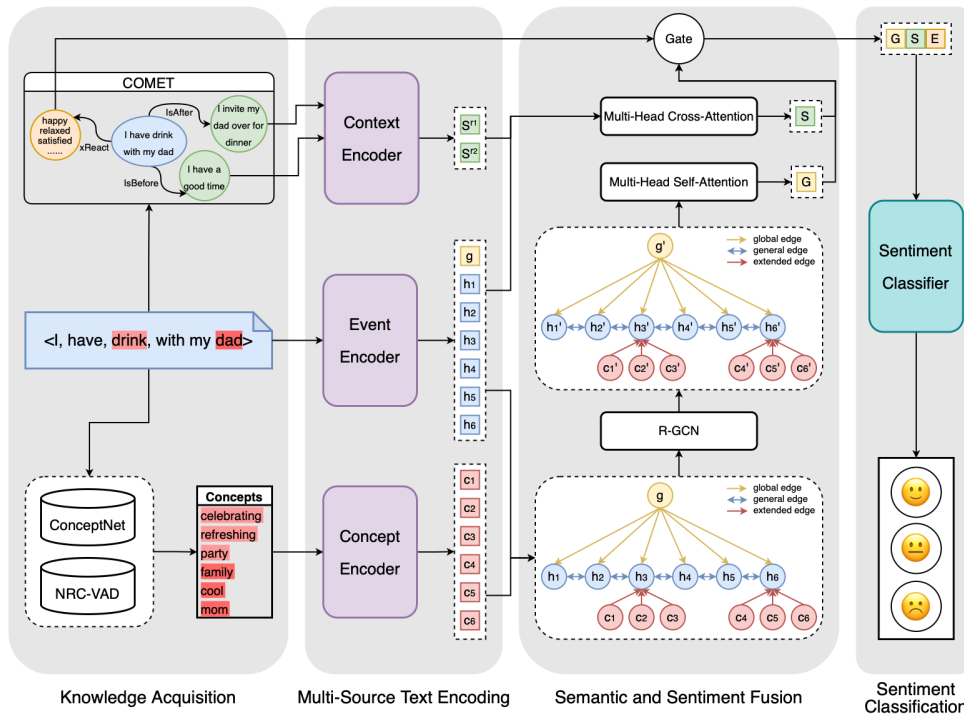 COMET
happy
relaxed
satisfied
......
xReact
IsAfter
I have drink
with my dad
IsBefore
I invite my
dad over for
dinner
I have a
good time
<I, have, drink, with my dad>
ConceptNet
NRC-VAD
Concepts
celebrating
refreshing
party
family
cool
mom
Knowledge Acquisition
Context
Encoder
Event
Encoder
Concept
Encoder
Sr1
Sr2
g
h1
h2
h3
h4
h5
h6
c1
c2
c3
c4
c5
c6
Multi-Source Text Encoding
Gate
Multi-Head Cross-Attention
S
Multi-Head Self-Attention
G
global edge
general edge
extended edge
g'
h1' h2' h3' h4' h5' h6'
c1' c2' c3' c4' c5' c6'
R-GCN
global edge
general edge
extended edge
g
h1 h2 h3 h4 h5 h6
c1 c2 c3 c4 c5 c6
Semantic and Sentiment Fusion
G S E
Sentiment
Classifier
Sentiment
Classification